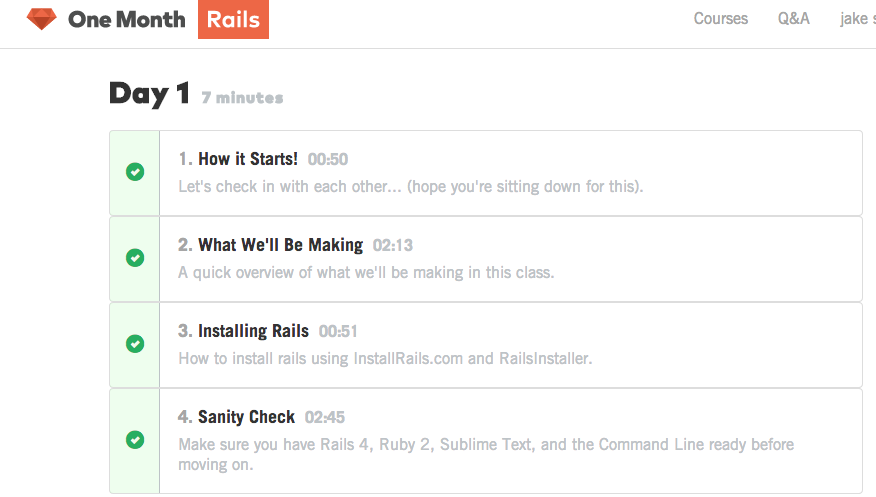 One Month Rails
Courses Q&A jake s
Day 1 7 minutes
1. How it Starts! 00:50
Let's check in with each other... (hope you're sitting down for this).
2. What We'll Be Making 02:13
A quick overview of what we'll be making in this class.
3. Installing Rails 00:51
How to install rails using InstallRails.com and RailsInstaller.
4. Sanity Check 02:45
Make sure you have Rails 4, Ruby 2, Sublime Text, and the Command Line ready before
moving on.